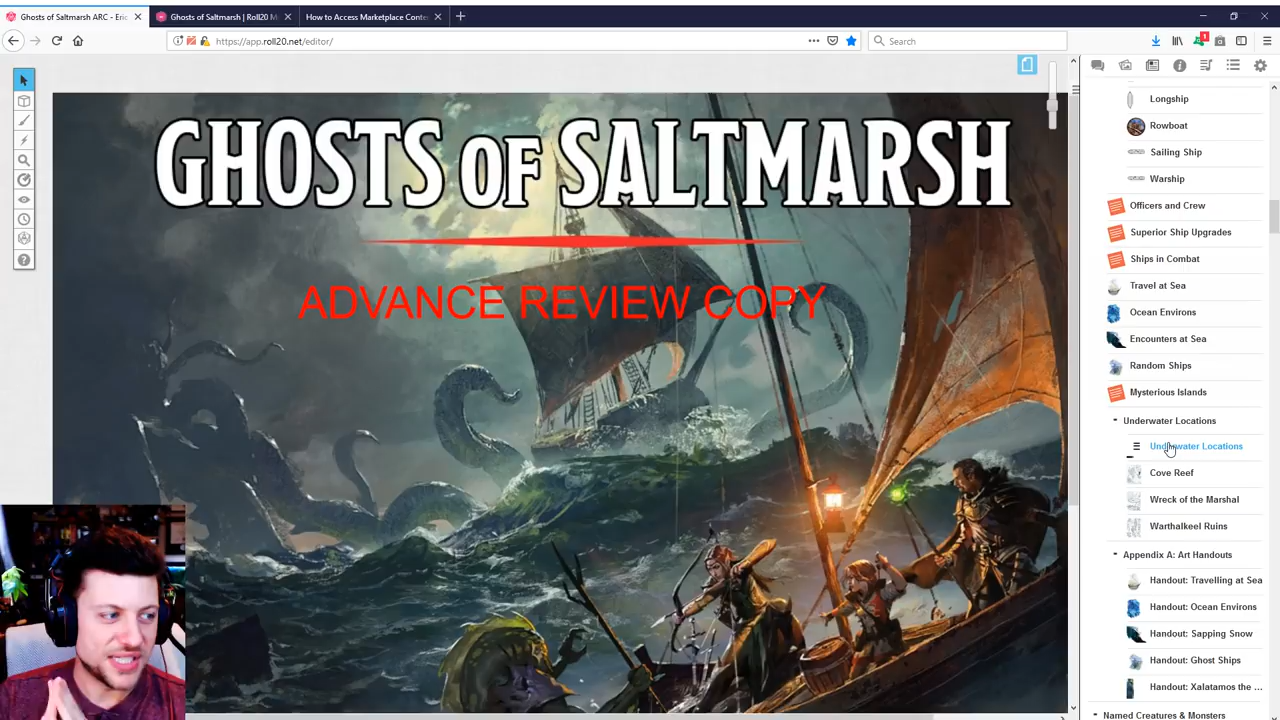 Ghosts of Saltmarsh ARC - Eric
Ghosts of Saltmarsh | Roll20 M
How to Access Marketplace Conte
https://app.roll20.net/editor/
Search
1
GHOSTS OF SALTMARSH
ADVANCE REVIEW COPY
Longship
Rowboat
Sailing Ship
Warship
Officers and Crew
Superior Ship Upgrades
Ships in Combat
Travel at Sea
Ocean Environs
Encounters at Sea
Random Ships
Mysterious Islands
Underwater Locations
Underwater Locations
Cove Reef
Wreck of the Marshal
Warthalkeel Ruins
Appendix A: Art Handouts
Handout: Travelling at Sea
Handout: Ocean Environs
Handout: Sapping Snow
Handout: Ghost Ships
Handout: Xalatamos the ...
Named Creatures & Monsters